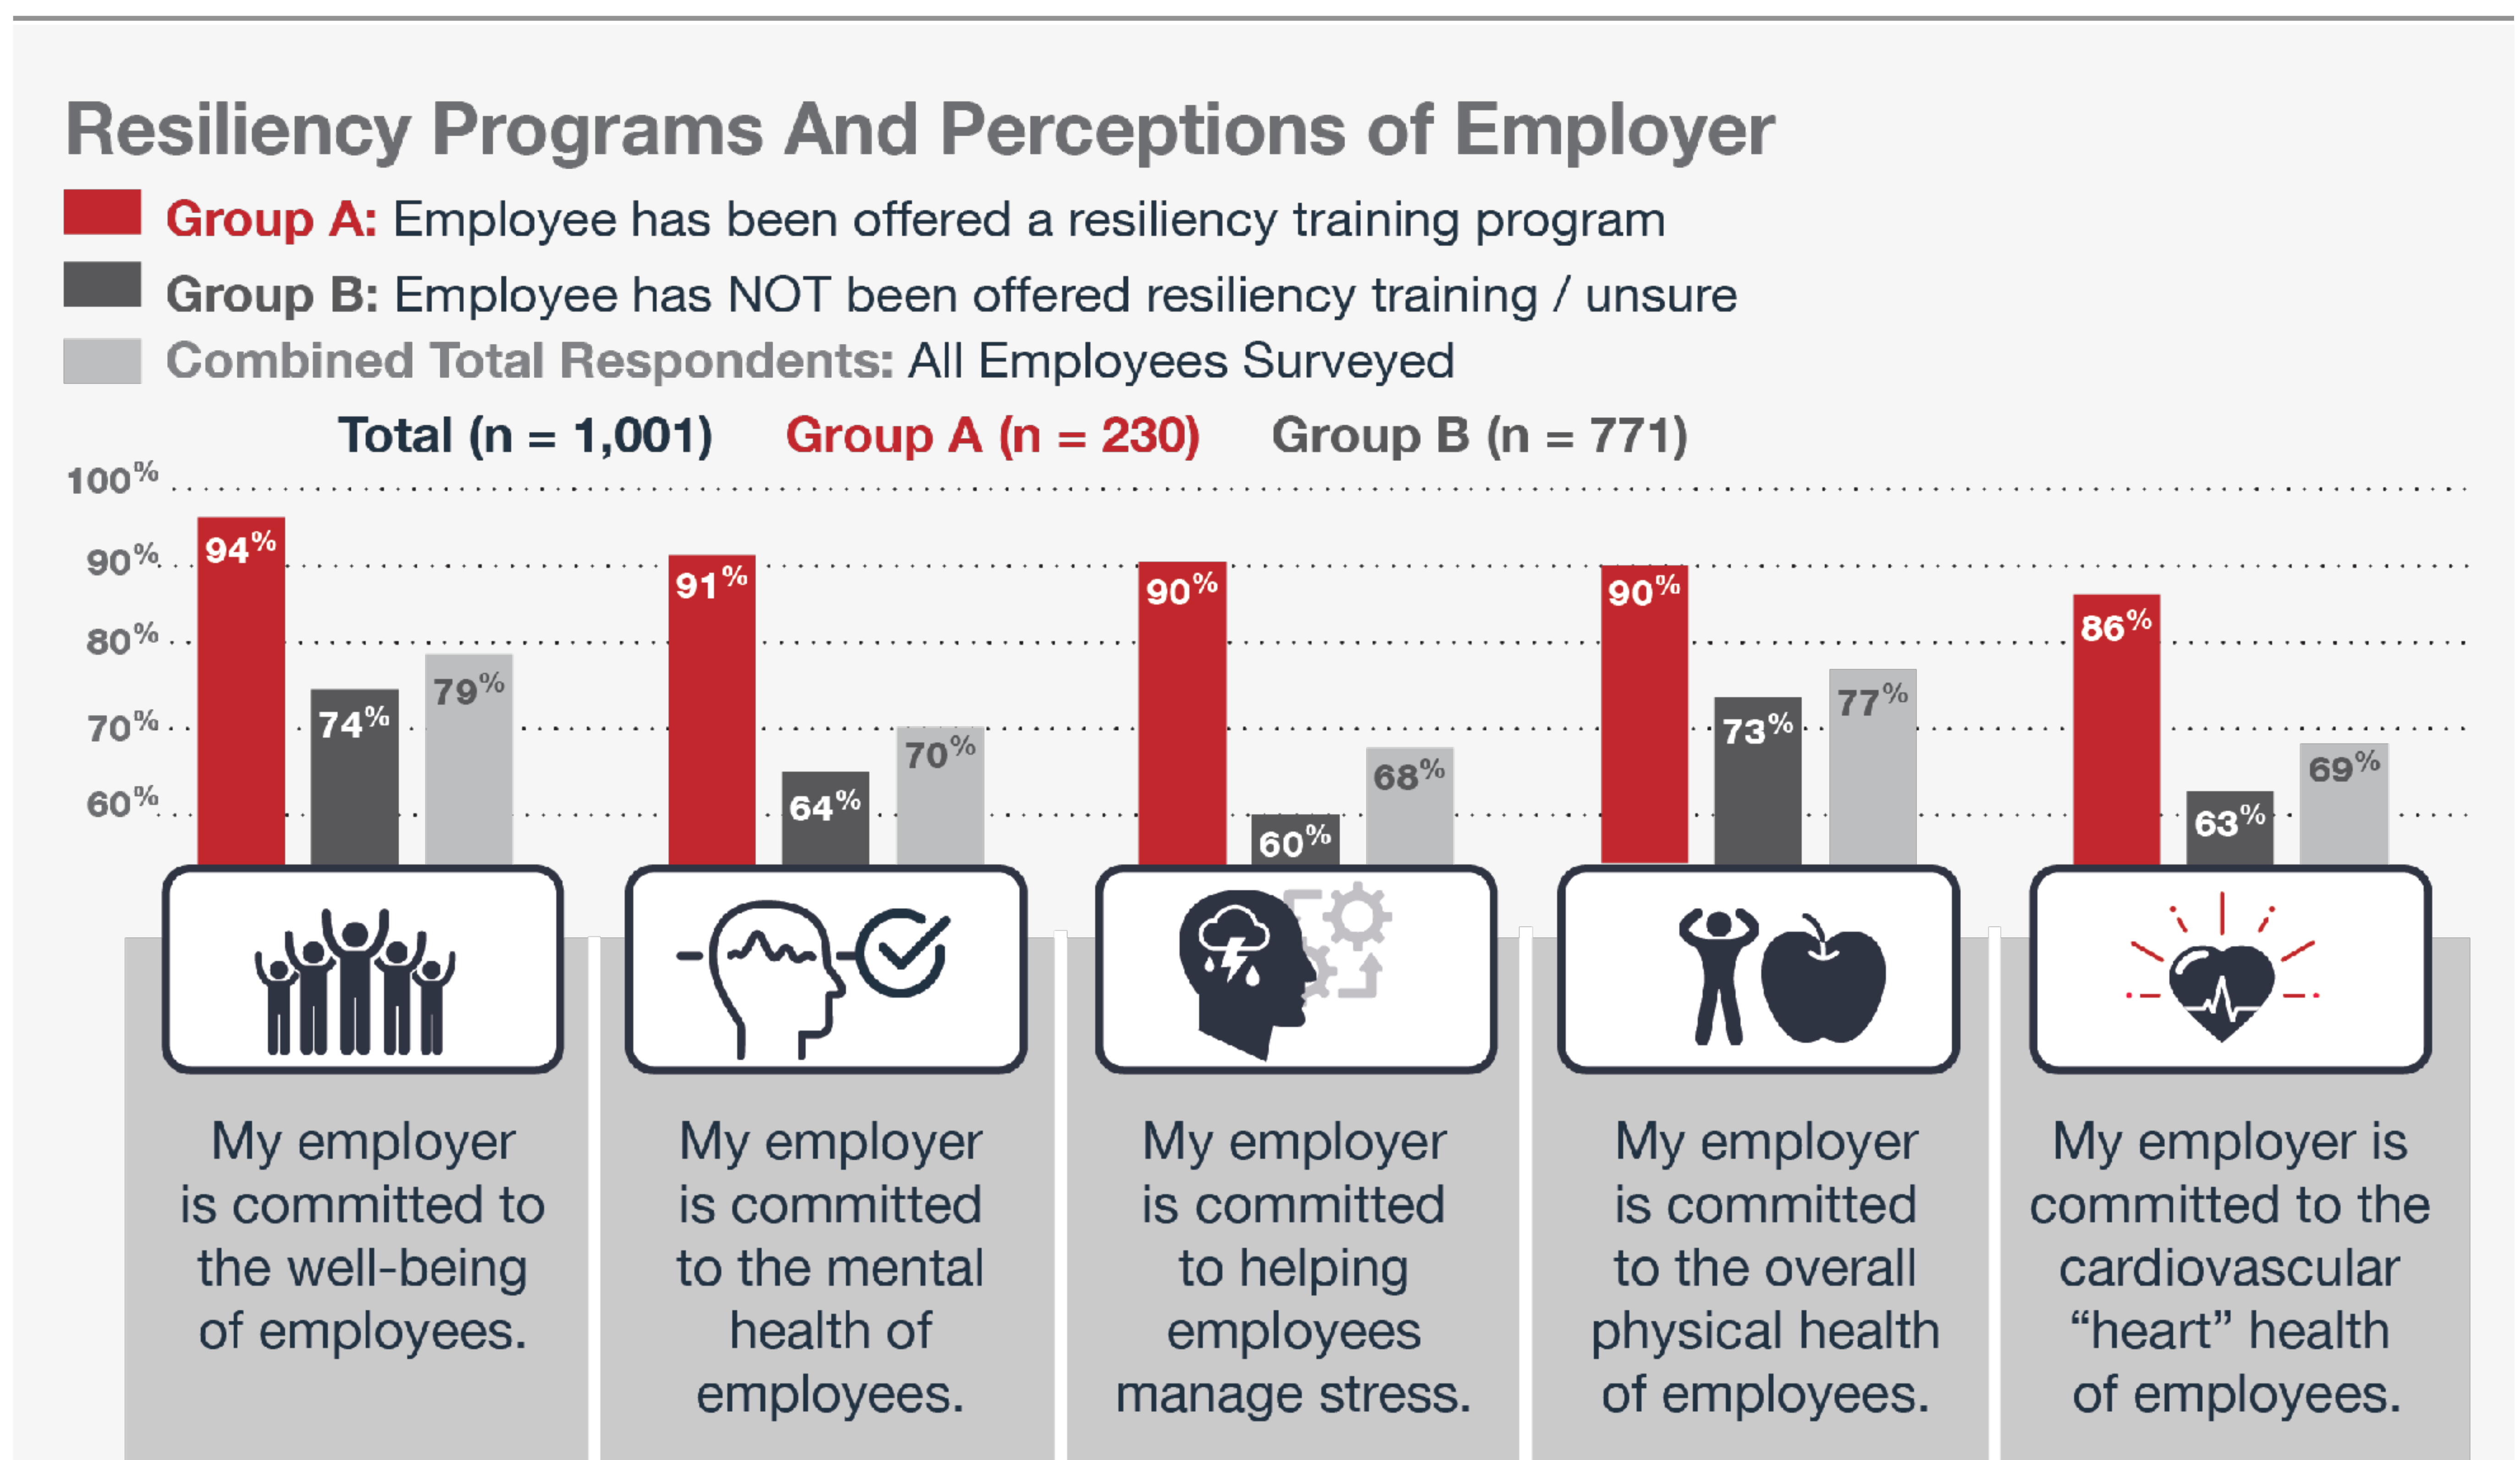 Resiliency Programs And Perceptions of Employer
Group A: Employee has been offered a resiliency training program
Group B: Employee has NOT been offered resiliency training / unsure
Combined Total Respondents: All Employees Surveyed
Total (n = 1,001) Group A (n = 230) Group B (n = 771)
100%
90%
80%
70%
60%
94%
74%
79%
91%
64%
70%
90%
60%
68%
90%
73%
77%
86%
63%
69%
My employer
is committed to
the well-being
of employees.
My employer
is committed
to the mental
health of
employees.
My employer
is committed
to helping
employees
manage stress.
My employer
is committed
to the overall
physical health
of employees.
My employer is
committed to the
cardiovascular
“heart” health
of employees.